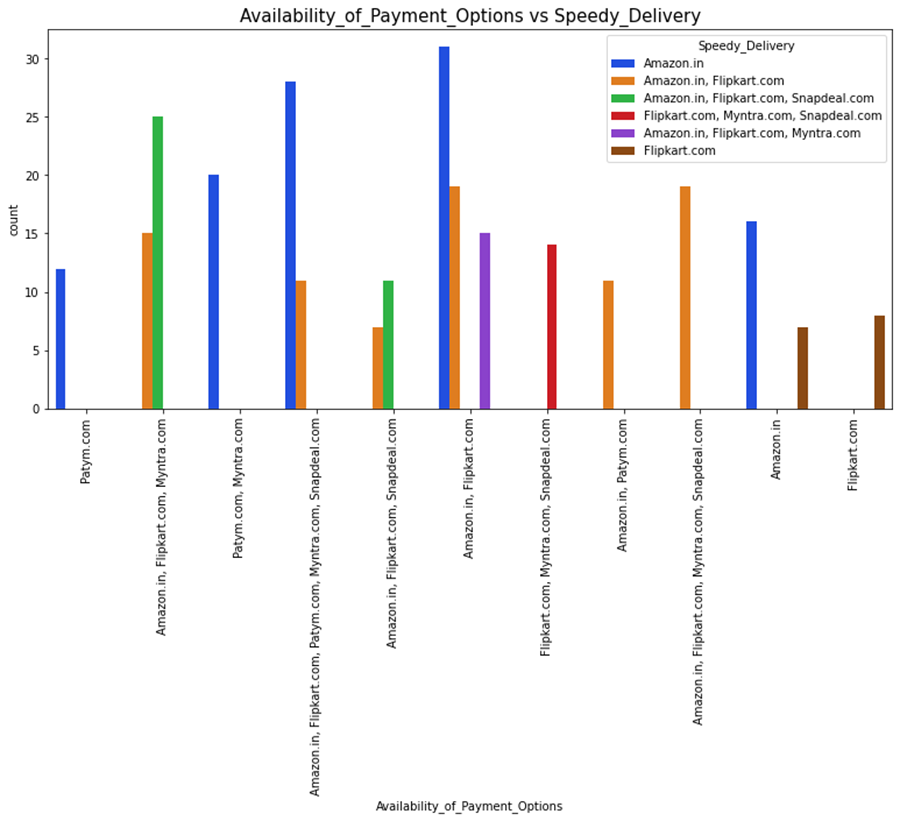 Availability_of_Payment_Options vs Speedy_Delivery
Speedy_Delivery
Amazon.in
Amazon.in, Flipkart.com
Amazon.in, Flipkart.com, Snapdeal.com
Flipkart.com, Myntra.com, Snapdeal.com
Amazon.in, Flipkart.com, Myntra.com
Flipkart.com
count
30
25
20
15
10
5
0
Patym.com
Amazon.in, Flipkart.com, Myntra.com
Patym.com, Myntra.com
Amazon.in, Flipkart.com, Patym.com, Myntra.com, Snapdeal.com
Amazon.in, Flipkart.com, Snapdeal.com
Amazon.in, Flipkart.com
Flipkart.com, Myntra.com, Snapdeal.com
Amazon.in, Patym.com
Amazon.in, Flipkart.com, Myntra.com, Snapdeal.com
Amazon.in
Flipkart.com
Availability_of_Payment_Options